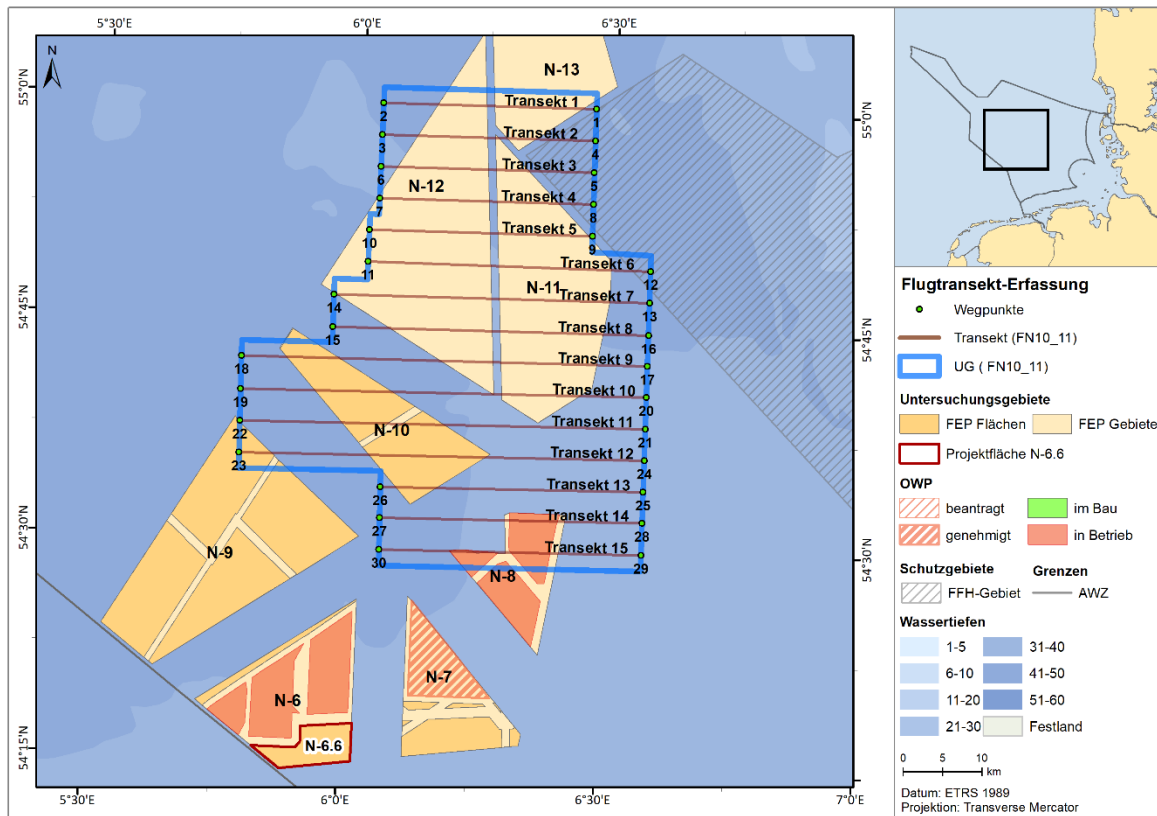 5°30'E 6°0'E 6°30'E
N
55°0'N
54°45'N
54°30'N
54°15'N
55°0'N
54°45'N
54°30'N
5°30'E 6°0'E 6°30'E 7°0'E
N-13
Transekt 1
2 1
Transekt 2
3 4
Transekt 3
6 5
N-12
Transekt 4
7 8
Transekt 5
10 9
Transekt 6
11 12
N-11
Transekt 7
14 13
Transekt 8
15 16
Transekt 9
18 17
Transekt 10
19 20
Transekt 11
22 21
N-10
Transekt 12
23 24
Transekt 13
26 25
Transekt 14
27 28
Transekt 15
30 29
N-9
N-8
N-7
N-6
N-6.6
Flugtransekt-Erfassung
Wegpunkte
Transekt (FN10_11)
UG ( FN10_11)
Untersuchungsgebiete
FEP Flächen FEP Gebiete
Projektfläche N-6.6
OWP
beantragt im Bau
genehmigt in Betrieb
Schutzgebiete Grenzen
FFH-Gebiet AWZ
Wassertiefen
1-5 31-40
6-10 41-50
11-20 51-60
21-30 Festland
0 5 10
km
Datum: ETRS 1989
Projektion: Transverse Mercator